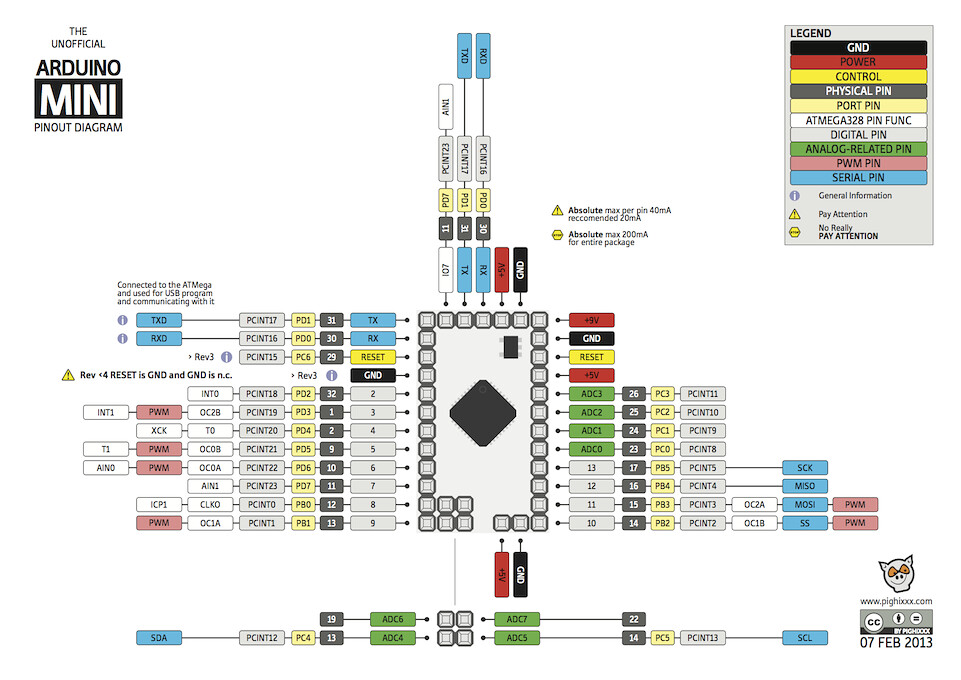 THE
UNOFFICIAL
ARDUINO
MINI
PINOUT DIAGRAM
LEGEND
GND
POWER
CONTROL
PHYSICAL PIN
PORT PIN
ATMEGA328 PIN FUNC
DIGITAL PIN
ANALOG-RELATED PIN
PWM PIN
SERIAL PIN
i General Information
Pay Attention
No Really
PAY ATTENTION
TXD RXD
AIN1
PCINT23 PCINT17 PCINT16
PD7 PD1 PD0
11 31 30
IO7 TX RX +5V GND
Absolute max per pin 40mA
reccomended 20mA
Absolute max 200mA
for entire package
Connected to the ATMega
and used for USB program
and communicating with it
i TXD PCINT17 PD1 31 TX +9V
i RXD PCINT16 PD0 30 RX GND
› Rev3 i PCINT15 PC6 29 RESET RESET
Rev <4 RESET is GND and GND is n.c. › Rev3 i GND +5V
INT0 PCINT18 PD2 32 2 ADC3 26 PC3 PCINT11
INT1 PWM OC2B PCINT19 PD3 1 3 ADC2 25 PC2 PCINT10
XCK T0 PCINT20 PD4 2 4 ADC1 24 PC1 PCINT9
T1 PWM OC0B PCINT21 PD5 9 5 ADC0 23 PC0 PCINT8
AIN0 PWM OC0A PCINT22 PD6 10 6 13 17 PB5 PCINT5 SCK
AIN1 PCINT23 PD7 11 7 12 16 PB4 PCINT4 MISO
ICP1 CLKO PCINT0 PB0 12 8 11 15 PB3 PCINT3 OC2A MOSI PWM
PWM OC1A PCINT1 PB1 13 9 10 14 PB2 PCINT2 OC1B SS PWM
+5V GND
19 ADC6 ADC7 22
SDA PCINT12 PC4 13 ADC4 ADC5 14 PC5 PCINT13 SCL
www.pighixxx.com
cc BY PIGHIXXX
07 FEB 2013